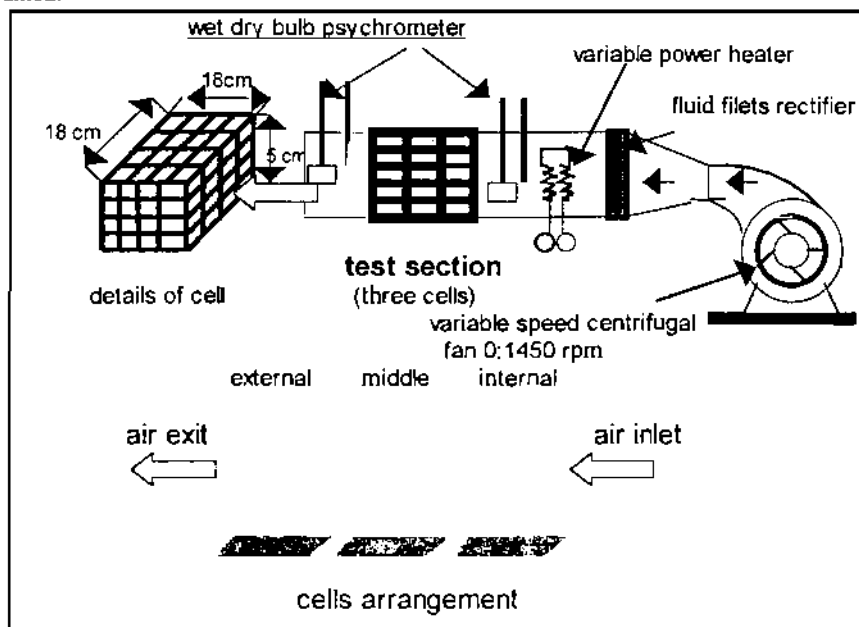 wet dry bulb psychrometer
variable power heater
18cm
fluid filets rectifier
18 cm
5 cm
test section
details of cell
(three cells)
variable speed centrifugal
fan 0:1450 rpm
external middle internal
air exit
air inlet
cells arrangement